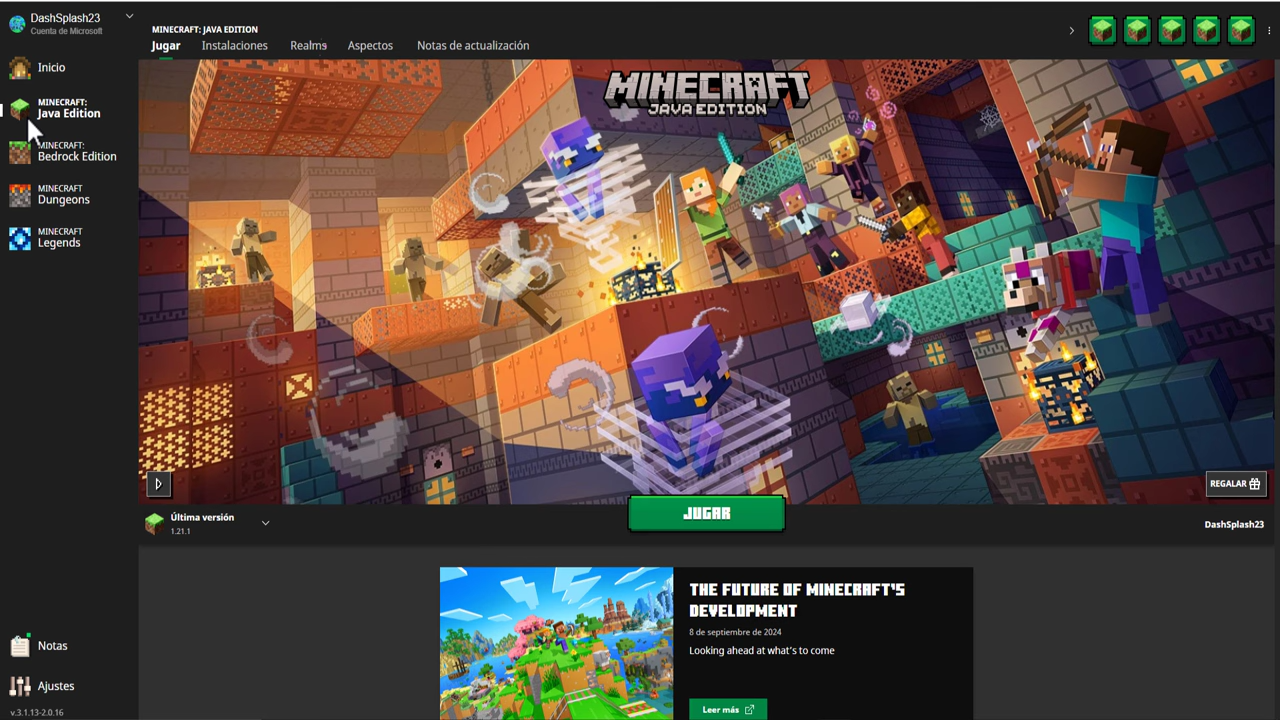 DashSplash23
Cuenta de Microsoft
Inicio
MINECRAFT:
Java Edition
MINECRAFT:
Bedrock Edition
MINECRAFT
Dungeons
MINECRAFT
Legends
Notas
Ajustes
v.3.1.13-2.0.16
MINECRAFT: JAVA EDITION
Jugar
Instalaciones
Realms
Aspectos
Notas de actualización
MINECRAFT
JAVA EDITION
REGALAR
Última versión
1.21.1
JUGAR
DashSplash23
THE FUTURE OF MINECRAFT'S
DEVELOPMENT
8 de septiembre de 2024
Looking ahead at what's to come
Leer más